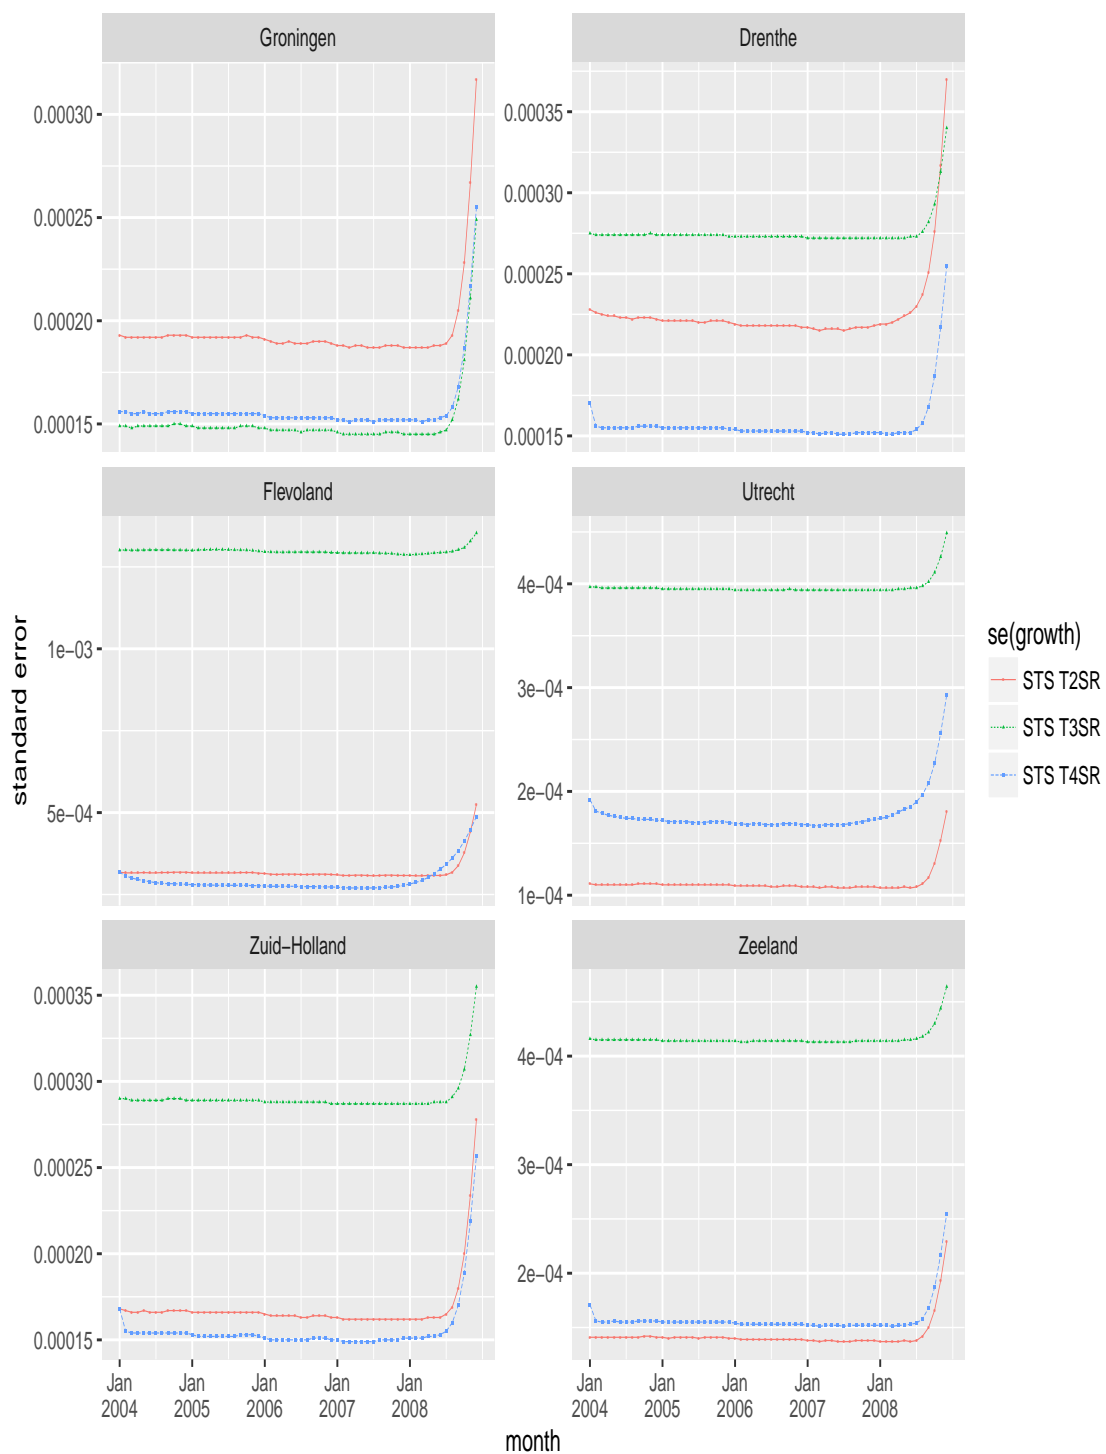 Groningen
Drenthe
0.00030
0.00025
0.00020
0.00015
0.00035
0.00030
0.00025
0.00020
0.00015
Flevoland
Utrecht
1e−03
5e−04
4e−04
3e−04
2e−04
1e−04
Zuid−Holland
Zeeland
0.00035
0.00030
0.00025
0.00020
0.00015
4e−04
3e−04
2e−04
Jan 2004
Jan 2005
Jan 2006
Jan 2007
Jan 2008
Jan 2004
Jan 2005
Jan 2006
Jan 2007
Jan 2008
month
standard error
se(growth)
STS T2SR
STS T3SR
STS T4SR